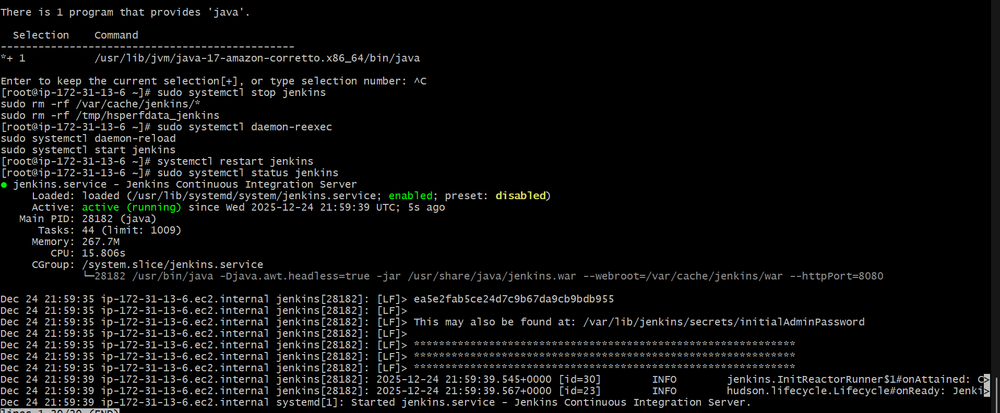 There is 1 program that provides 'java'.
  Selection    Command
-----------------------------------------------
*+ 1           /usr/lib/jvm/java-17-amazon-corretto.x86_64/bin/java
Enter to keep the current selection[+], or type selection number: ^C
[root@ip-172-31-13-6 ~]# sudo systemctl stop jenkins
sudo rm -rf /var/cache/jenkins/*
sudo rm -rf /tmp/hsperfdata_jenkins
[root@ip-172-31-13-6 ~]# sudo systemctl daemon-reexec
sudo systemctl daemon-reload
sudo systemctl start jenkins
[root@ip-172-31-13-6 ~]# systemctl restart jenkins
[root@ip-172-31-13-6 ~]# sudo systemctl status jenkins
● jenkins.service - Jenkins Continuous Integration Server
     Loaded: loaded (/usr/lib/systemd/system/jenkins.service; enabled; preset: disabled)
     Active: active (running) since Wed 2025-12-24 21:59:39 UTC; 5s ago
   Main PID: 28182 (java)
      Tasks: 44 (limit: 1009)
     Memory: 267.7M
        CPU: 15.806s
     CGroup: /system.slice/jenkins.service
             └─28182 /usr/bin/java -Djava.awt.headless=true -jar /usr/share/java/jenkins.war --webroot=/var/cache/jenkins/war --httpPort=8080
Dec 24 21:59:35 ip-172-31-13-6.ec2.internal jenkins[28182]: [LF]> ea5e2fab5ce24d7c9b67da9cb9bdb955
Dec 24 21:59:35 ip-172-31-13-6.ec2.internal jenkins[28182]: [LF]>
Dec 24 21:59:35 ip-172-31-13-6.ec2.internal jenkins[28182]: [LF]> This may also be found at: /var/lib/jenkins/secrets/initialAdminPassword
Dec 24 21:59:35 ip-172-31-13-6.ec2.internal jenkins[28182]: [LF]>
Dec 24 21:59:35 ip-172-31-13-6.ec2.internal jenkins[28182]: [LF]> *************************************************************
Dec 24 21:59:35 ip-172-31-13-6.ec2.internal jenkins[28182]: [LF]> *************************************************************
Dec 24 21:59:35 ip-172-31-13-6.ec2.internal jenkins[28182]: [LF]> *************************************************************
Dec 24 21:59:39 ip-172-31-13-6.ec2.internal jenkins[28182]: 2025-12-24 21:59:39.545+0000 [id=30]        INFO        jenkins.InitReactorRunner$1#onAttained: C>
Dec 24 21:59:39 ip-172-31-13-6.ec2.internal jenkins[28182]: 2025-12-24 21:59:39.567+0000 [id=23]        INFO        hudson.lifecycle.Lifecycle#onReady: Jenki>
Dec 24 21:59:39 ip-172-31-13-6.ec2.internal systemd[1]: Started jenkins.service - Jenkins Continuous Integration Server.
lines 1-20/20 (END)